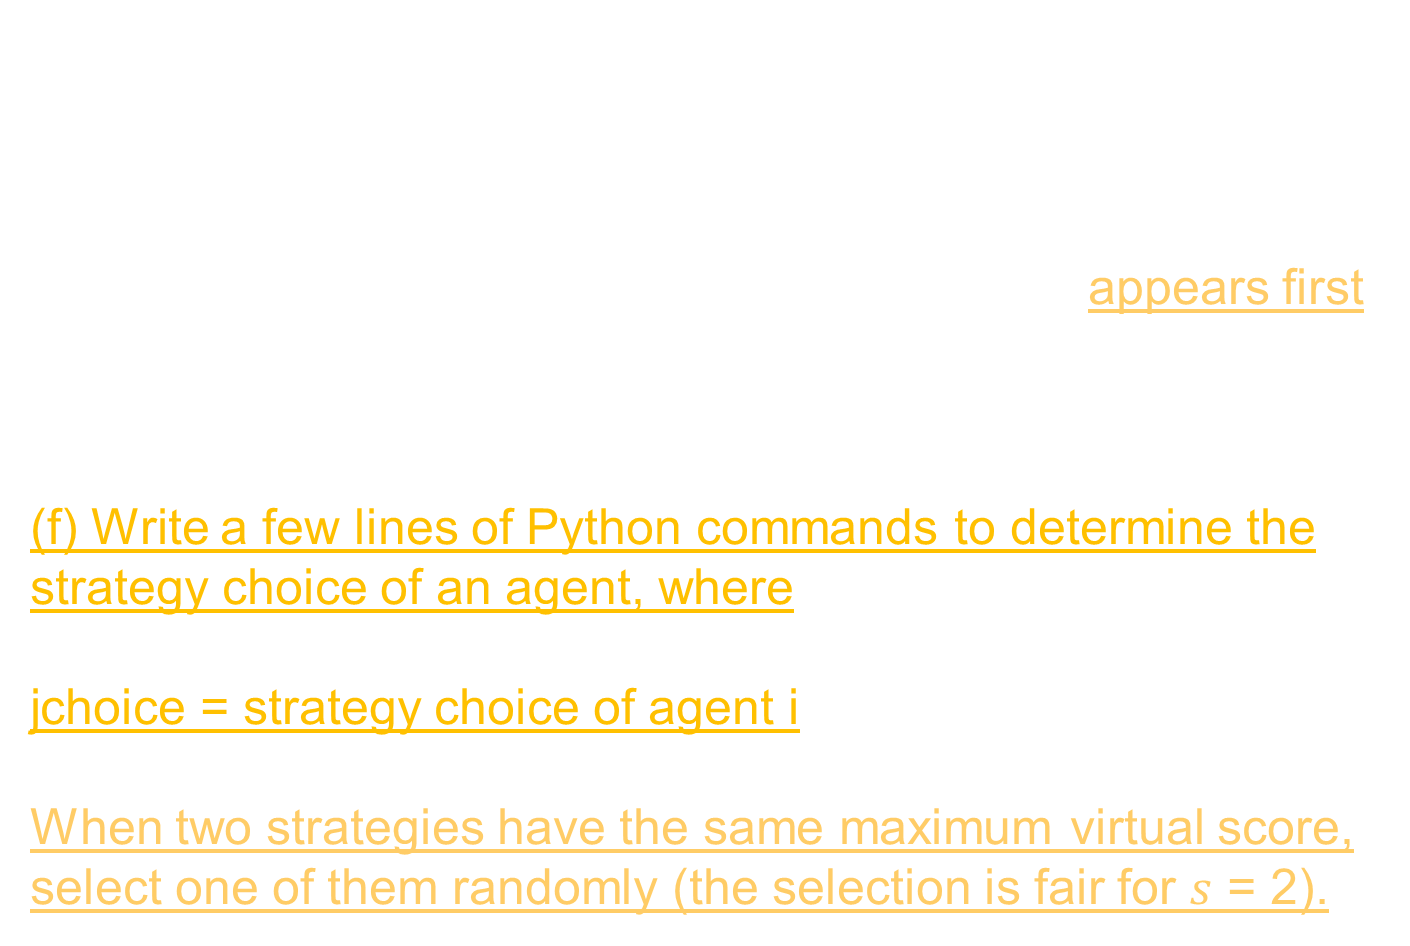 appears first
(f) Write a few lines of Python commands to determine the
strategy choice of an agent, where
jchoice = strategy choice of agent i
When two strategies have the same maximum virtual score,
select one of them randomly (the selection is fair for s = 2).